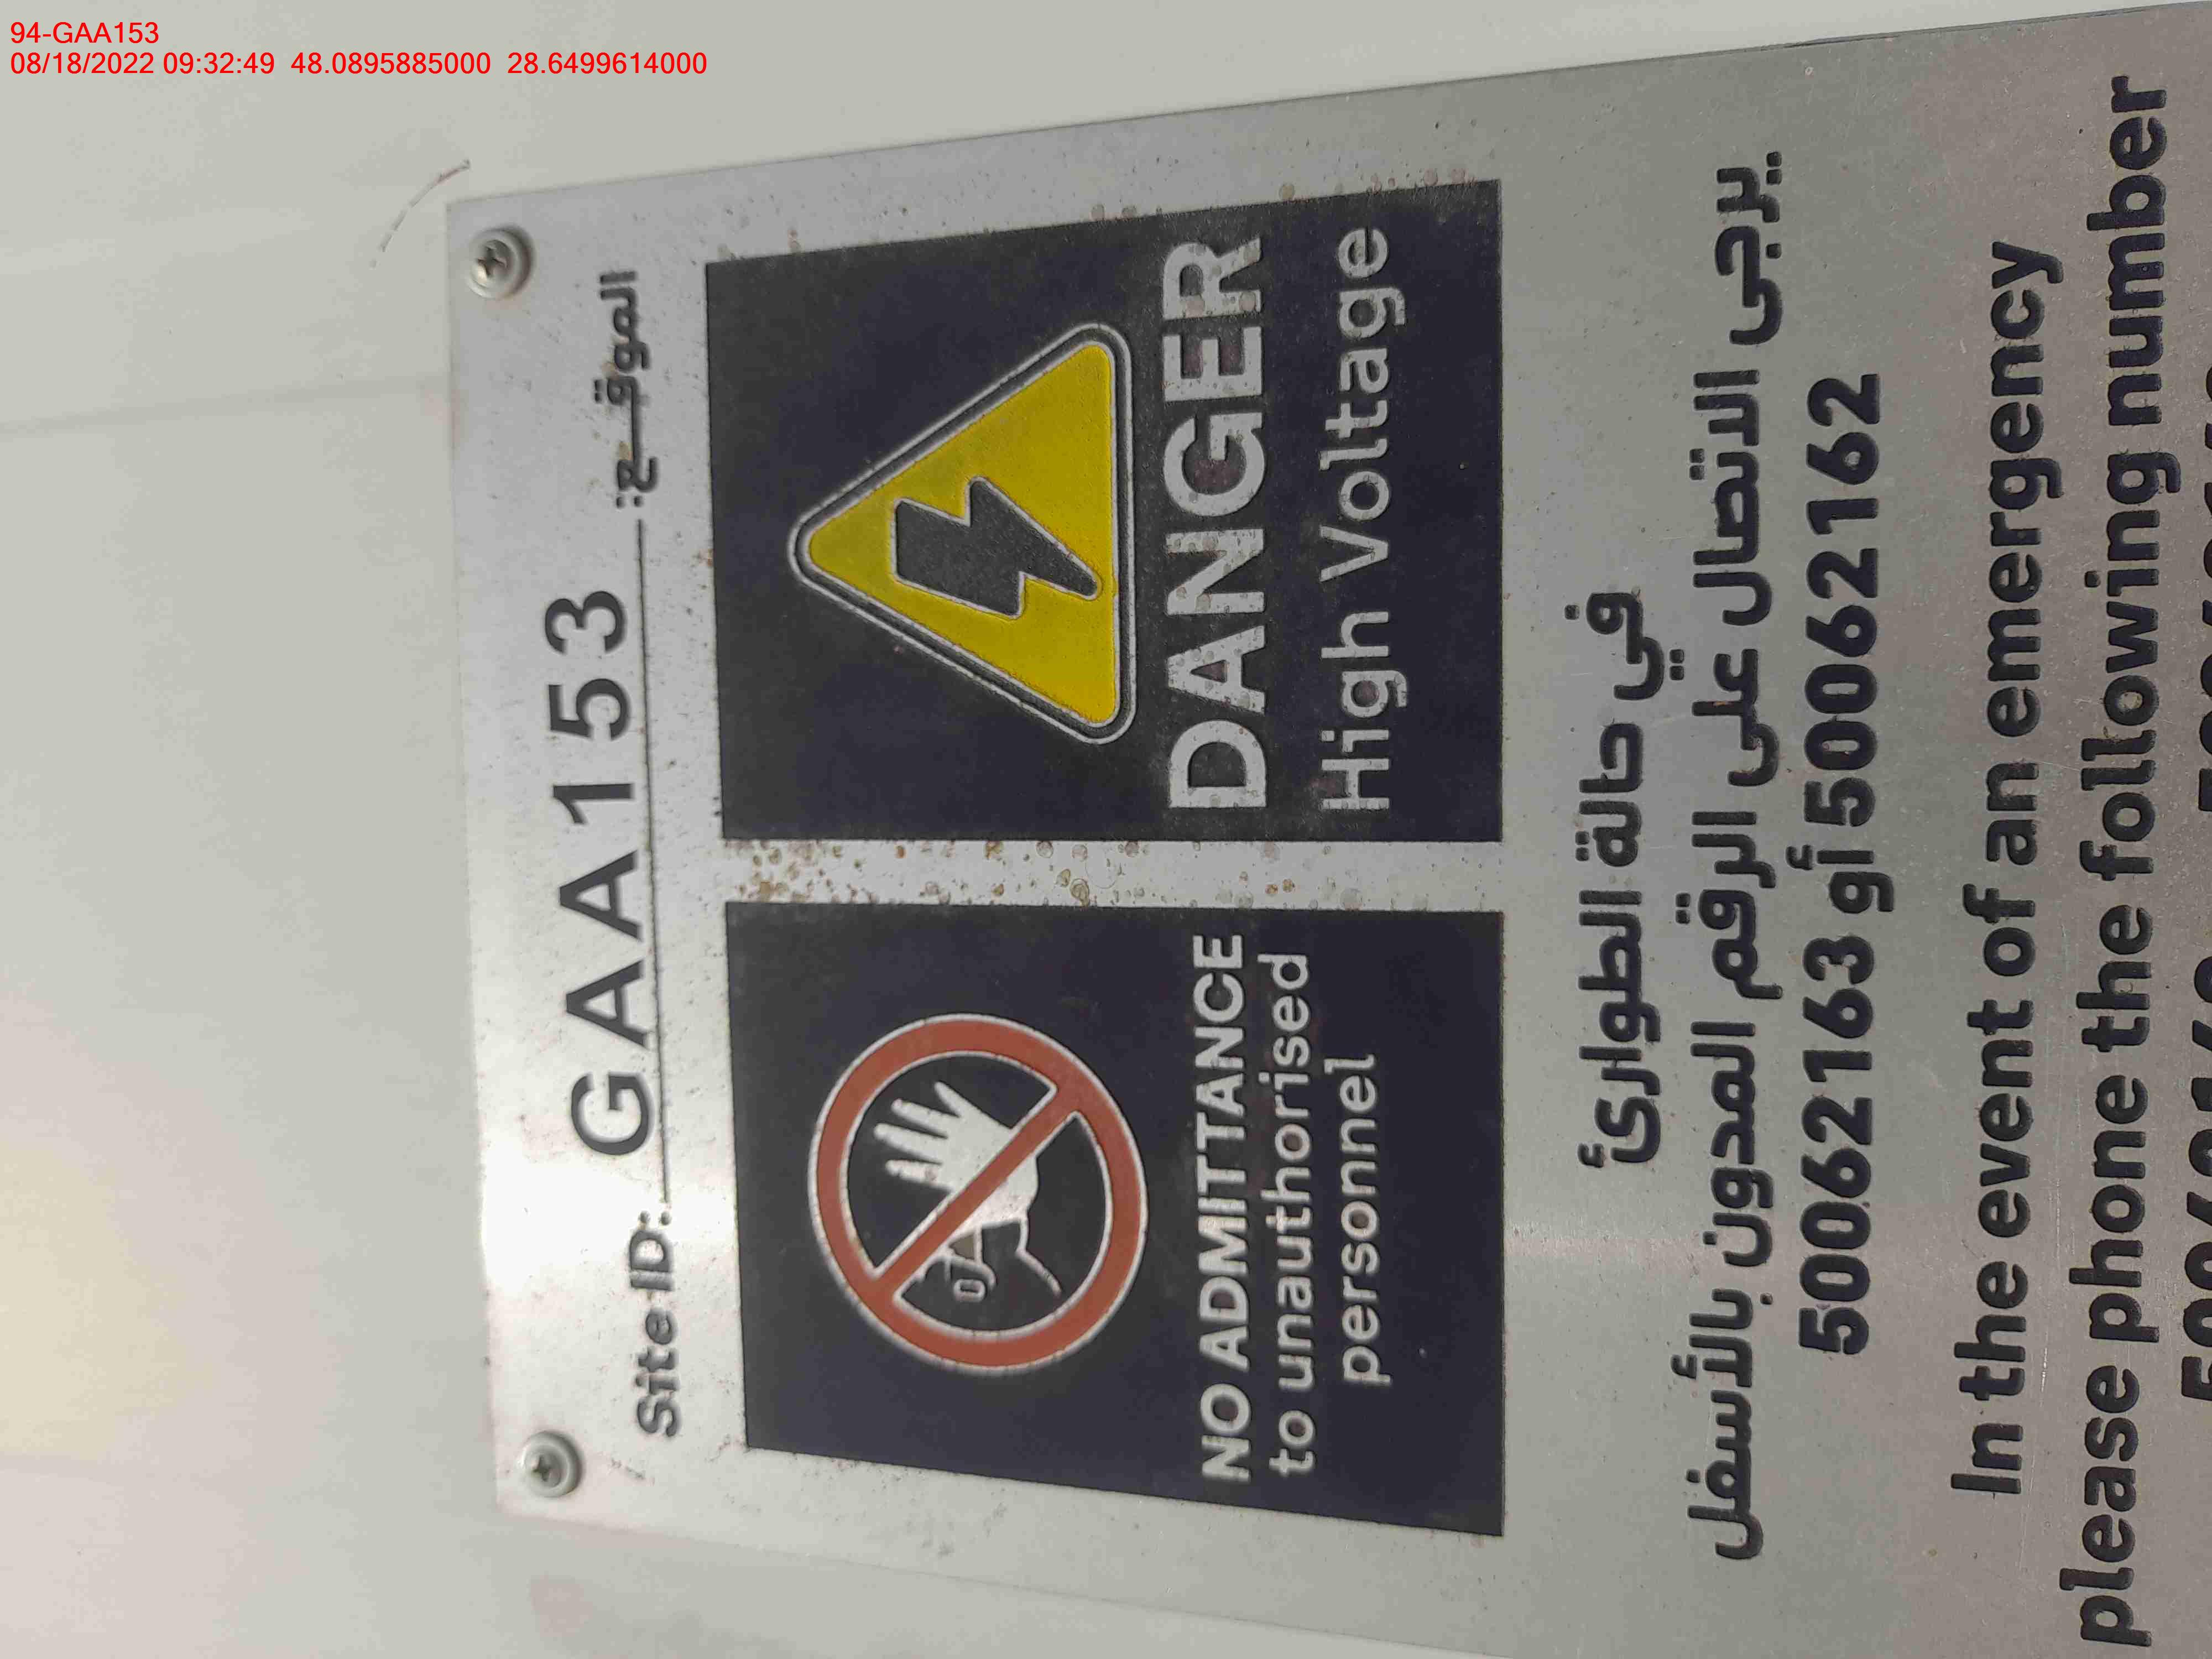 94-GAA153
08/18/2022 09:32:49 48.0895885000 28.6499614000
Site ID: GAA153 الموقع:
NO ADMITTANCE
to unauthorised
personnel
DANGER
High Voltage
في حالة الطوارئ
يرجى الاتصال على الرقم المدون بالأسفل
50062163 أو 50062162
In the event of an emergency
please phone the following number